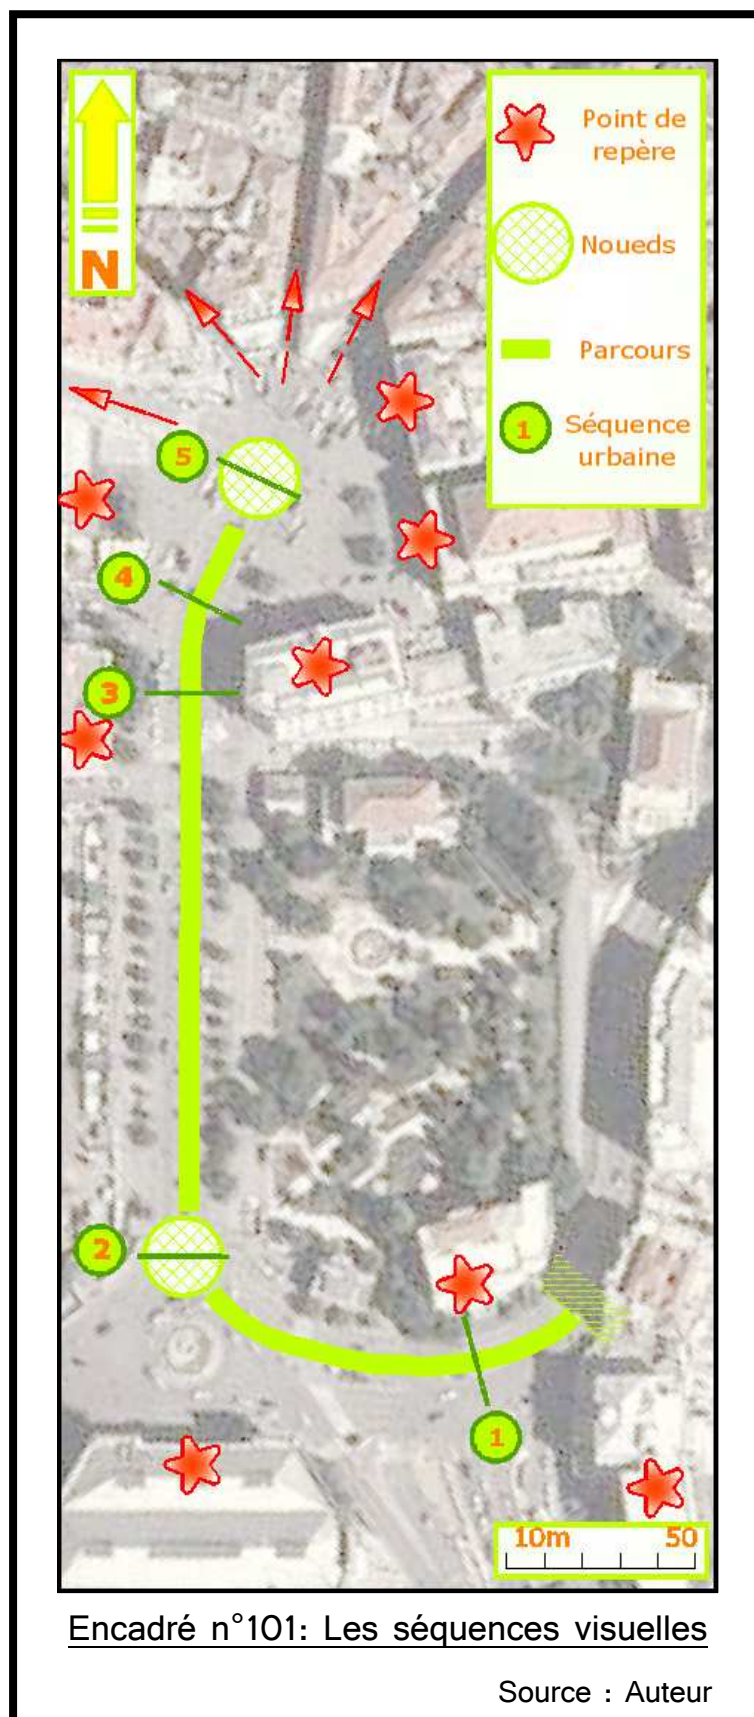 N
Point de
repère
Noueds
Parcours
1
Séquence
urbaine
5
4
3
2
1
10m 50
Encadré n°101: Les séquences visuelles
Source : Auteur